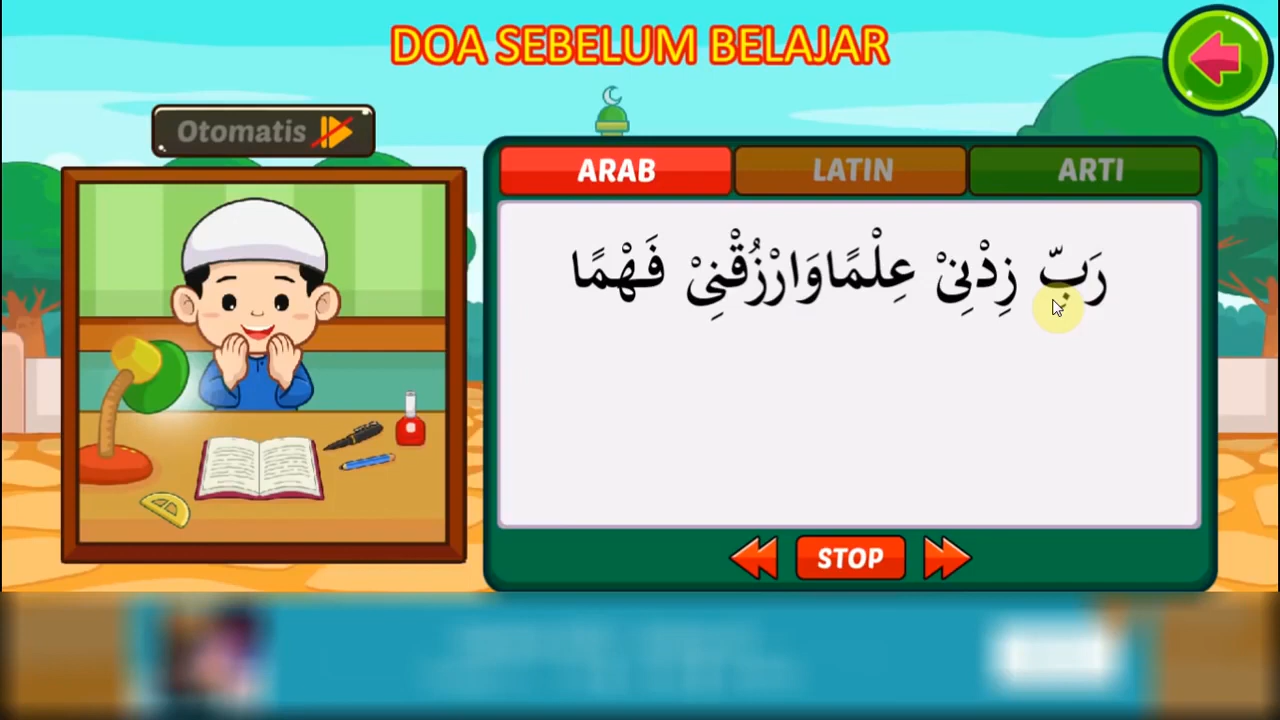 DOA SEBELUM BELAJAR
Otomatis
ARAB
LATIN
ARTI
رَبِّ زِدْنِيْ عِلْمًاوَارْزُقْنِيْ فَهْمًا
STOP